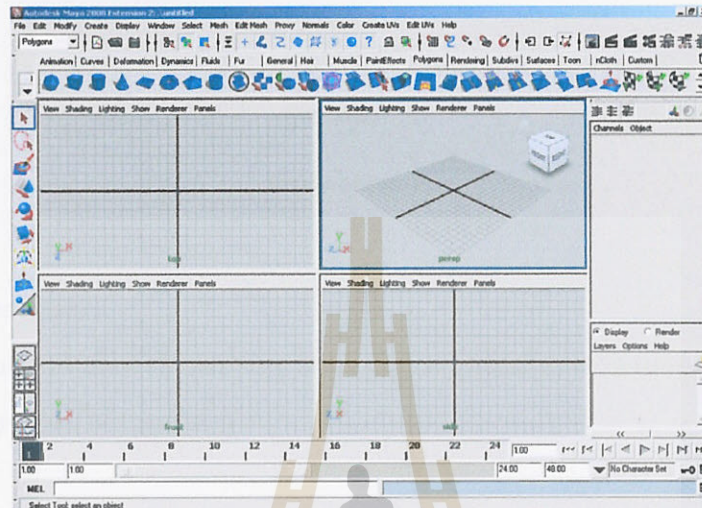 Autodesk Maya 2008 Extension 2: .\untitled
File Edit Modify Create Display Window Select Mesh Edit Mesh Proxy Normals Color Create UVs Edit UVs Help
Polygons
Animation Curves Deformation Dynamics Fluids Fur General Hair Muscle PaintEffects Polygons Rendering Subdivs Surfaces Toon nCloth Custom
View Shading Lighting Show Renderer Panels
View Shading Lighting Show Renderer Panels
Channels Object
FRONT RIGHT
top
persp
View Shading Lighting Show Renderer Panels
View Shading Lighting Show Renderer Panels
Display Render
Layers Options Help
front
side
2 4 6 8 10 12 14 16 18 20 22 24 1.00
1.00 1.00 24.00 48.00 No Character Set
MEL
Select Tool: select an object